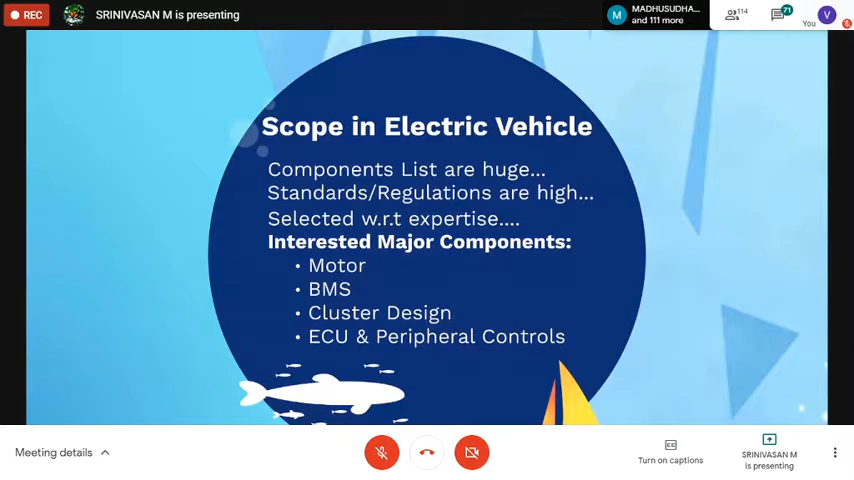 REC
SRINIVASAN M is presenting
M
MADHUSUDHA...
and 111 more
114
71
You
V
Scope in Electric Vehicle
Components List are huge...
Standards/Regulations are high...
Selected w.r.t expertise....
Interested Major Components:
• Motor
• BMS
• Cluster Design
• ECU & Peripheral Controls
Meeting details
CC
Turn on captions
SRINIVASAN M
is presenting